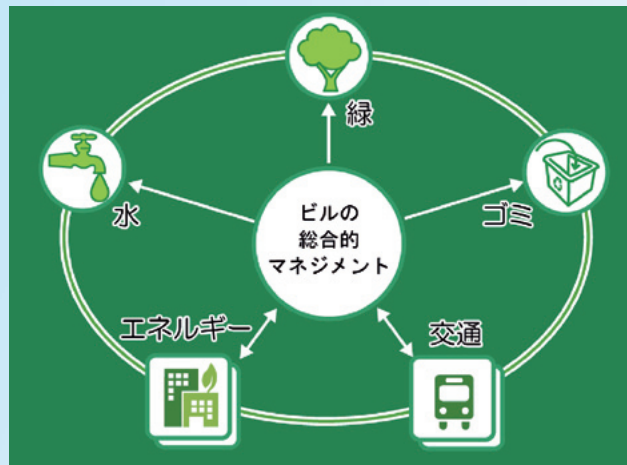 緑
水
ゴミ
ビルの
総合的
マネジメント
エネルギー
交通